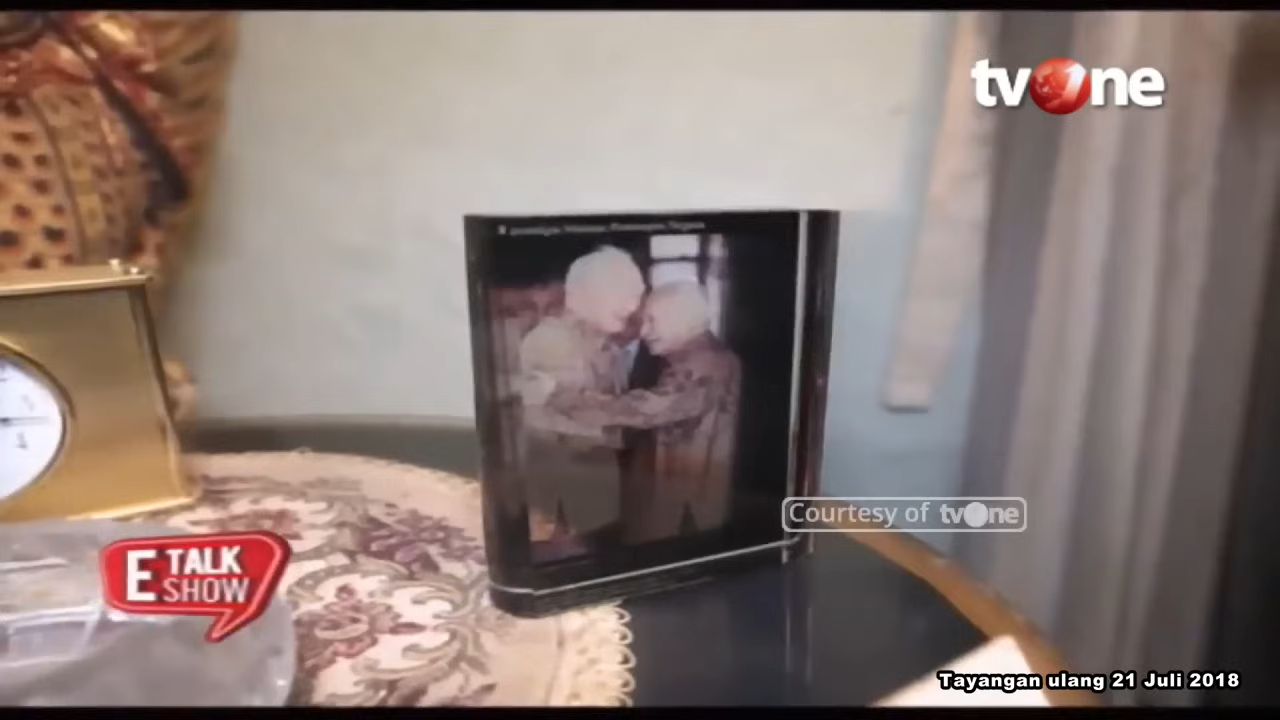 tvOne
Courtesy of tvOne
E TALK
SHOW
Tayangan ulang 21 Juli 2018